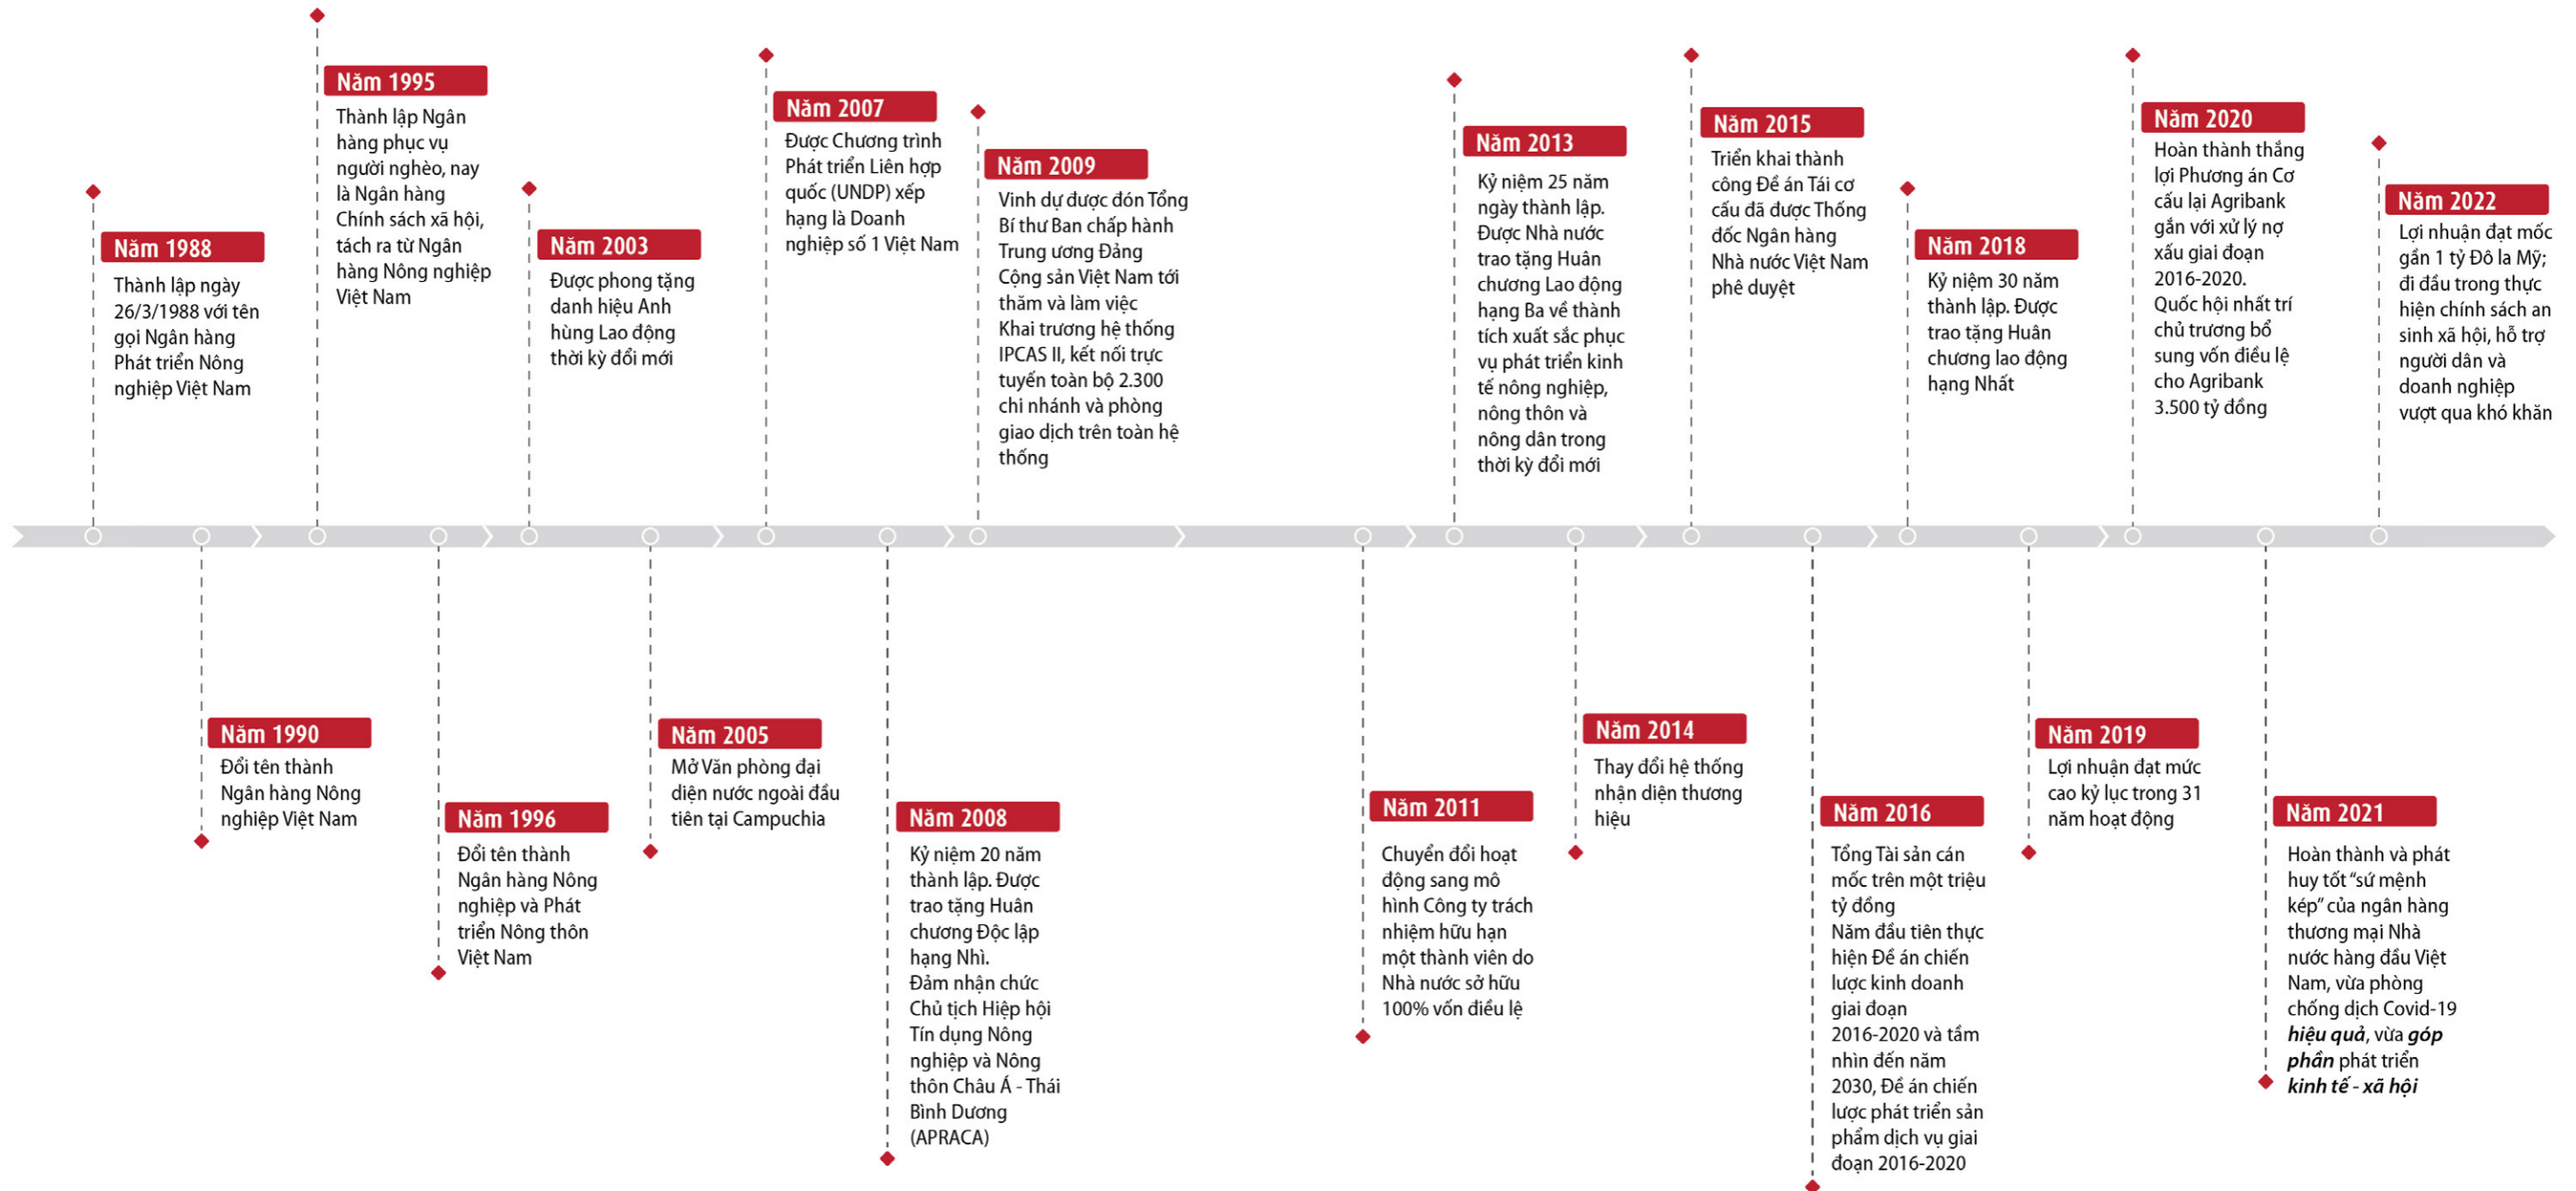 Năm 1988
Thành lập ngày
26/3/1988 với tên
gọi Ngân hàng
Phát triển Nông
nghiệp Việt Nam
Năm 1990
Đổi tên thành
Ngân hàng Nông
nghiệp Việt Nam
Năm 1995
Thành lập Ngân
hàng phục vụ
người nghèo, nay
là Ngân hàng
Chính sách xã hội,
tách ra từ Ngân
hàng Nông nghiệp
Việt Nam
Năm 1996
Đổi tên thành
Ngân hàng Nông
nghiệp và Phát
triển Nông thôn
Việt Nam
Năm 2003
Được phong tặng
danh hiệu Anh
hùng Lao động
thời kỳ đổi mới
Năm 2005
Mở Văn phòng đại
diện nước ngoài đầu
tiên tại Campuchia
Năm 2007
Được Chương trình
Phát triển Liên hợp
quốc (UNDP) xếp
hạng là Doanh
nghiệp số 1 Việt Nam
Năm 2008
Kỷ niệm 20 năm
thành lập. Được
trao tặng Huân
chương Độc lập
hạng Nhì.
Đảm nhận chức
Chủ tịch Hiệp hội
Tín dụng Nông
nghiệp và Nông
thôn Châu Á - Thái
Bình Dương
(APRACA)
Năm 2009
Vinh dự được đón Tổng
Bí thư Ban chấp hành
Trung ương Đảng
Cộng sản Việt Nam tới
thăm và làm việc
Khai trương hệ thống
IPCAS II, kết nối trực
tuyến toàn bộ 2.300
chi nhánh và phòng
giao dịch trên toàn hệ
thống
Năm 2011
Chuyển đổi hoạt
động sang mô
hình Công ty trách
nhiệm hữu hạn
một thành viên do
Nhà nước sở hữu
100% vốn điều lệ
Năm 2013
Kỷ niệm 25 năm
ngày thành lập.
Được Nhà nước
trao tặng Huân
chương Lao động
hạng Ba về thành
tích xuất sắc phục
vụ phát triển kinh
tế nông nghiệp,
nông thôn và
nông dân trong
thời kỳ đổi mới
Năm 2014
Thay đổi hệ thống
nhận diện thương
hiệu
Năm 2015
Triển khai thành
công Đề án Tái cơ
cấu đã được Thống
đốc Ngân hàng
Nhà nước Việt Nam
phê duyệt
Năm 2016
Tổng Tài sản cán
mốc trên một triệu
tỷ đồng
Năm đầu tiên thực
hiện Đề án chiến
lược kinh doanh
giai đoạn
2016-2020 và tầm
nhìn đến năm
2030, Đề án chiến
lược phát triển sản
phẩm dịch vụ giai
đoạn 2016-2020
Năm 2018
Kỷ niệm 30 năm
thành lập. Được
trao tặng Huân
chương lao động
hạng Nhất
Năm 2019
Lợi nhuận đạt mức
cao kỷ lục trong 31
năm hoạt động
Năm 2020
Hoàn thành thắng
lợi Phương án Cơ
cấu lại Agribank
gắn với xử lý nợ
xấu giai đoạn
2016-2020.
Quốc hội nhất trí
chủ trương bổ
sung vốn điều lệ
cho Agribank
3.500 tỷ đồng
Năm 2021
Hoàn thành và phát
huy tốt “sứ mệnh
kép” của ngân hàng
thương mại Nhà
nước hàng đầu Việt
Nam, vừa phòng
chống dịch Covid-19
hiệu quả, vừa góp
phần phát triển
kinh tế - xã hội
Năm 2022
Lợi nhuận đạt mốc
gần 1 tỷ Đô la Mỹ;
đi đầu trong thực
hiện chính sách an
sinh xã hội, hỗ trợ
người dân và
doanh nghiệp
vượt qua khó khăn